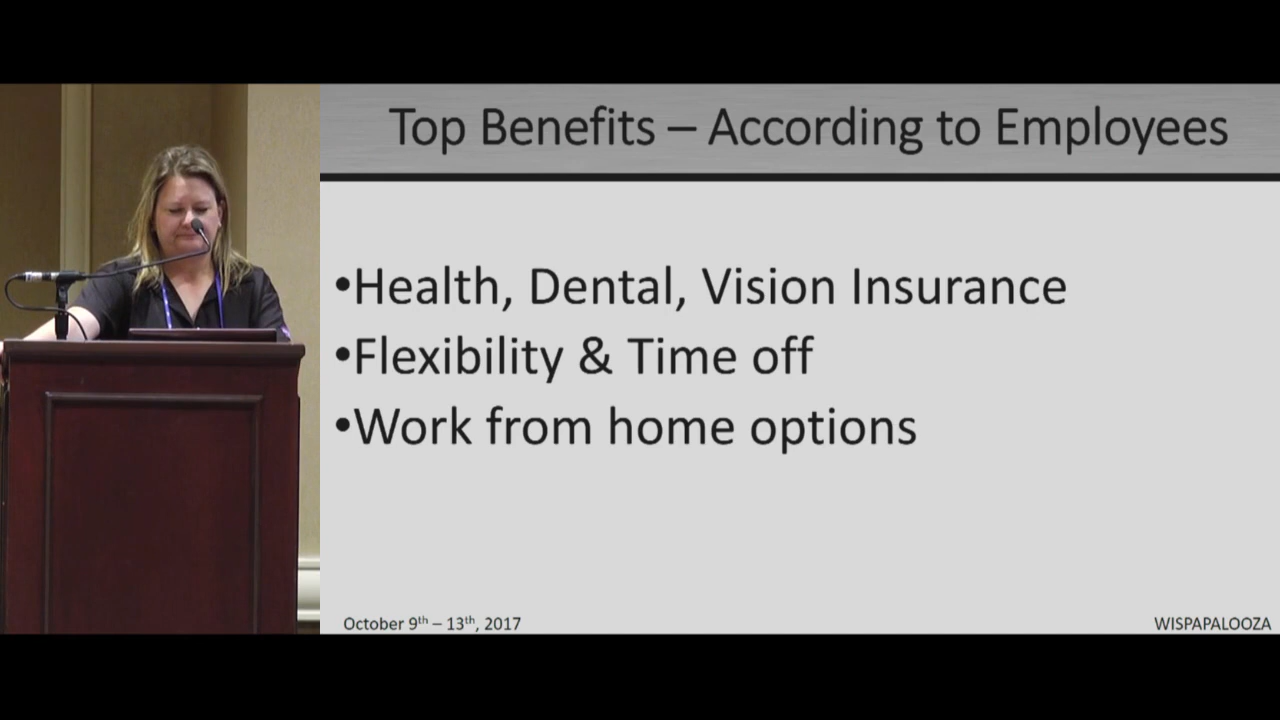 Top Benefits – According to Employees
•Health, Dental, Vision Insurance
•Flexibility & Time off
•Work from home options
October 9th – 13th, 2017
WISPAPALOOZA